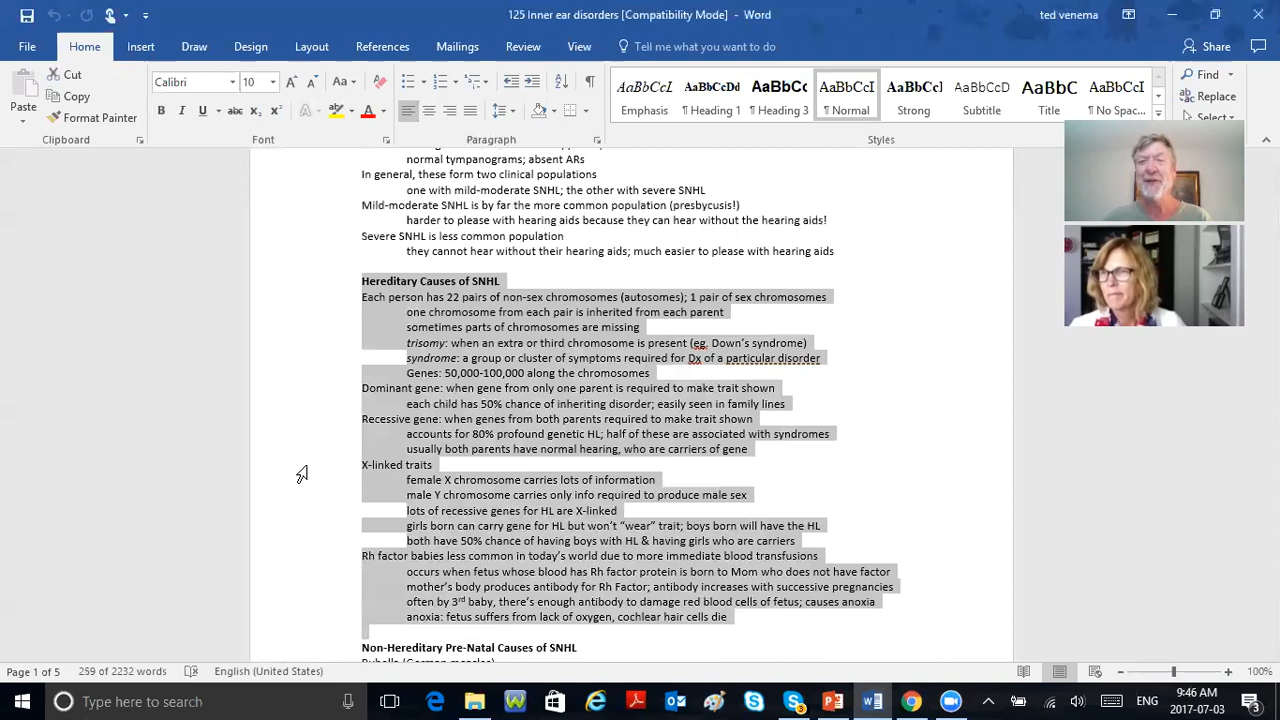 125 Inner ear disorders [Compatibility Mode] - Word
ted venema
File Home Insert Draw Design Layout References Mailings Review View Tell me what you want to do Share
Paste
Cut
Copy
Format Painter
Clipboard
Calibri 10
Font
Paragraph
AaBbCcI Emphasis
AaBbCcDd Heading 1
AaBbCc Heading 3
AaBbCcI ¶ Normal
AaBbCcI Strong
AaBbCcI Subtitle
AaBbC Title
AaBbCcI ¶ No Spac...
Styles
Find
Replace
Select
normal tympanograms; absent ARs
In general, these form two clinical populations
one with mild-moderate SNHL; the other with severe SNHL
Mild-moderate SNHL is by far the more common population (presbycusis!)
harder to please with hearing aids because they can hear without the hearing aids!
Severe SNHL is less common population
they cannot hear without their hearing aids; much easier to please with hearing aids
Hereditary Causes of SNHL
Each person has 22 pairs of non-sex chromosomes (autosomes); 1 pair of sex chromosomes
one chromosome from each pair is inherited from each parent
sometimes parts of chromosomes are missing
trisomy: when an extra or third chromosome is present (eg. Down's syndrome)
syndrome: a group or cluster of symptoms required for Dx of a particular disorder
Genes: 50,000-100,000 along the chromosomes
Dominant gene: when gene from only one parent is required to make trait shown
each child has 50% chance of inheriting disorder; easily seen in family lines
Recessive gene: when genes from both parents required to make trait shown
accounts for 80% profound genetic HL; half of these are associated with syndromes
usually both parents have normal hearing, who are carriers of gene
X-linked traits
female X chromosome carries lots of information
male Y chromosome carries only info required to produce male sex
lots of recessive genes for HL are X-linked
girls born can carry gene for HL but won't "wear" trait; boys born will have the HL
both have 50% chance of having boys with HL & having girls who are carriers
Rh factor babies less common in today's world due to more immediate blood transfusions
occurs when fetus whose blood has Rh factor protein is born to Mom who does not have factor
mother's body produces antibody for Rh Factor; antibody increases with successive pregnancies
often by 3rd baby, there's enough antibody to damage red blood cells of fetus; causes anoxia
anoxia: fetus suffers from lack of oxygen, cochlear hair cells die
Non-Hereditary Pre-Natal Causes of SNHL
Rubella (German measles)
Page 1 of 5 259 of 2232 words English (United States) 100%
Type here to search
ENG
9:46 AM
2017-07-03